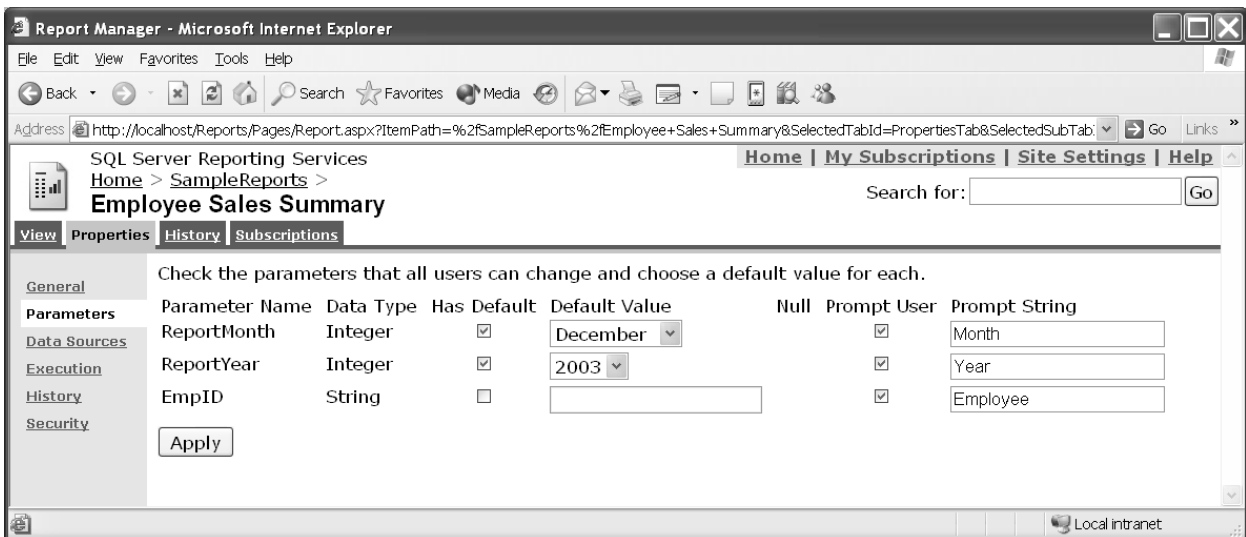 Report Manager - Microsoft Internet Explorer
File Edit View Favorites Tools Help
Back Search Favorites Media
Address http://localhost/Reports/Pages/Report.aspx?ItemPath=%2fSampleReports%2fEmployee+Sales+Summary&SelectedTabId=PropertiesTab&SelectedSubTab Go Links »
SQL Server Reporting Services
Home | My Subscriptions | Site Settings | Help
Home > SampleReports >
Search for: Go
Employee Sales Summary
View Properties History Subscriptions
Check the parameters that all users can change and choose a default value for each.
General
Parameters
Data Sources
Execution
History
Security
Parameter Name Data Type Has Default Default Value Null Prompt User Prompt String
ReportMonth Integer December Month
ReportYear Integer 2003 Year
EmpID String Employee
Apply
Local intranet